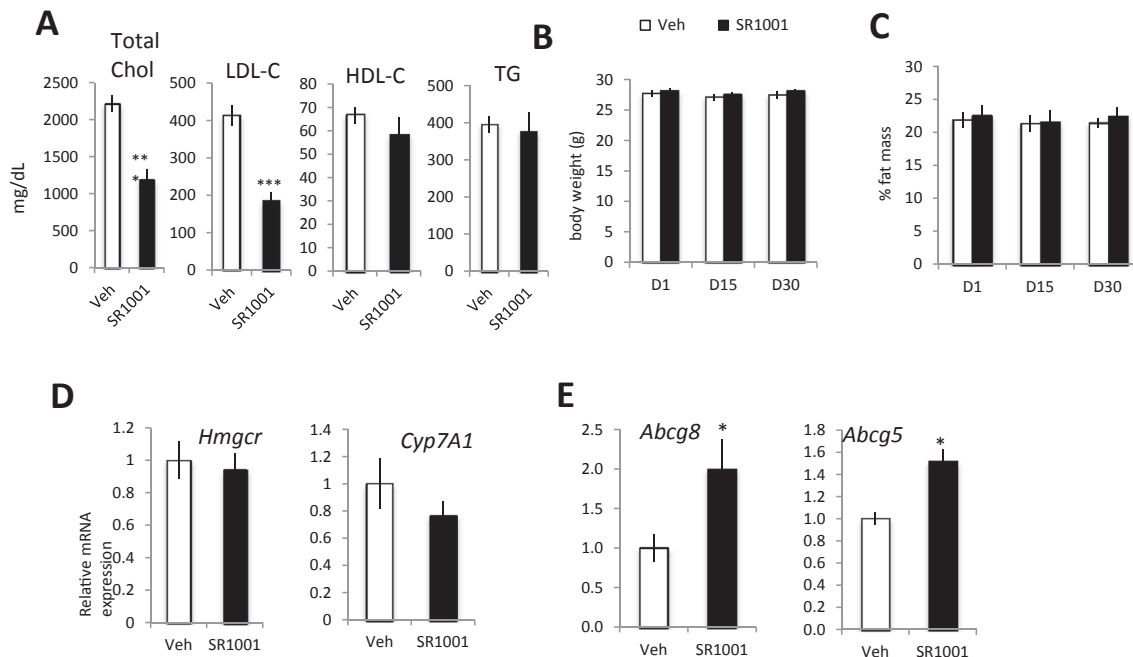 A
Total
Chol
mg/dL
2500
2000
1500
1000
500
0
**
*
Veh
SR1001
LDL-C
500
400
300
200
100
0
***
Veh
SR1001
HDL-C
80
70
60
50
40
30
20
10
0
Veh
SR1001
TG
500
400
300
200
100
0
Veh
SR1001
Veh
SR1001
B
body weight (g)
30
25
20
15
10
5
0
D1
D15
D30
C
% fat mass
30
25
20
15
10
5
0
D1
D15
D30
D
Hmgcr
Relative mRNA
expression
1.2
1
0.8
0.6
0.4
0.2
0
Veh
SR1001
Cyp7A1
1.4
1.2
1
0.8
0.6
0.4
0.2
0
Veh
SR1001
E
Abcg8
2.5
2.0
1.5
1.0
0.5
0.0
*
Veh
SR1001
Abcg5
1.8
1.6
1.4
1.2
1.0
0.8
0.6
0.4
0.2
0.0
*
Veh
SR1001